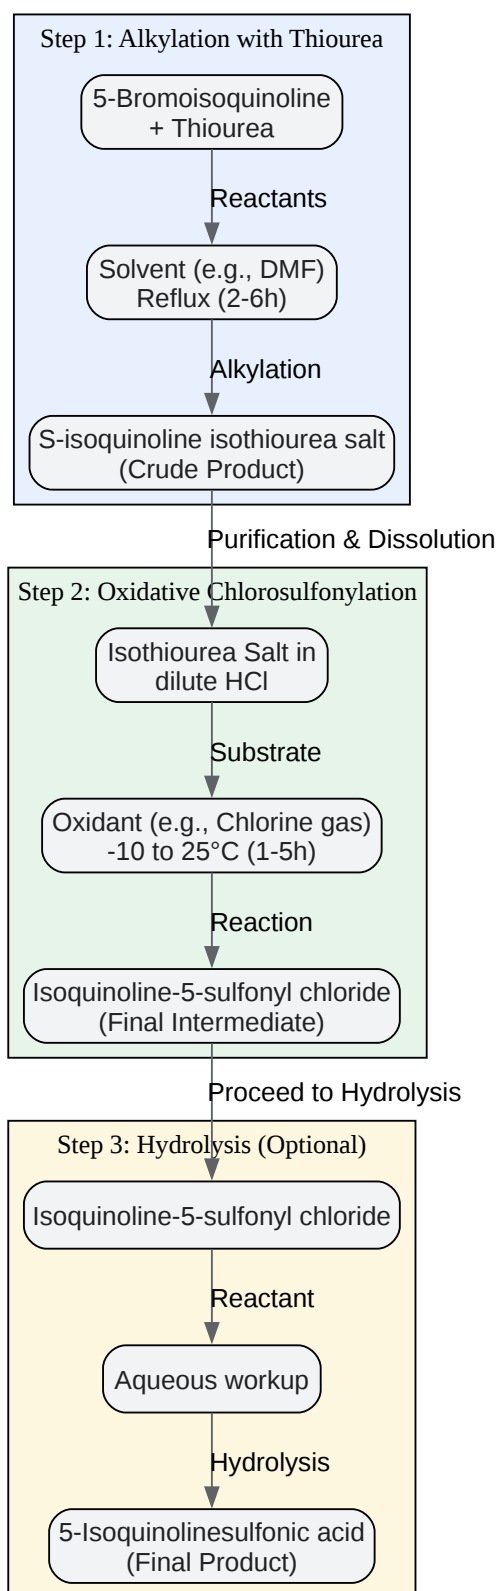 Step 1: Alkylation with Thiourea
5-Bromoisoquinoline
+ Thiourea
Reactants
Solvent (e.g., DMF)
Reflux (2-6h)
Alkylation
S-isoquinoline isothiourea salt
(Crude Product)
Purification & Dissolution
Step 2: Oxidative Chlorosulfonylation
Isothiourea Salt in
dilute HCl
Substrate
Oxidant (e.g., Chlorine gas)
-10 to 25°C (1-5h)
Reaction
Isoquinoline-5-sulfonyl chloride
(Final Intermediate)
Proceed to Hydrolysis
Step 3: Hydrolysis (Optional)
Isoquinoline-5-sulfonyl chloride
Reactant
Aqueous workup
Hydrolysis
5-Isoquinolinesulfonic acid
(Final Product)